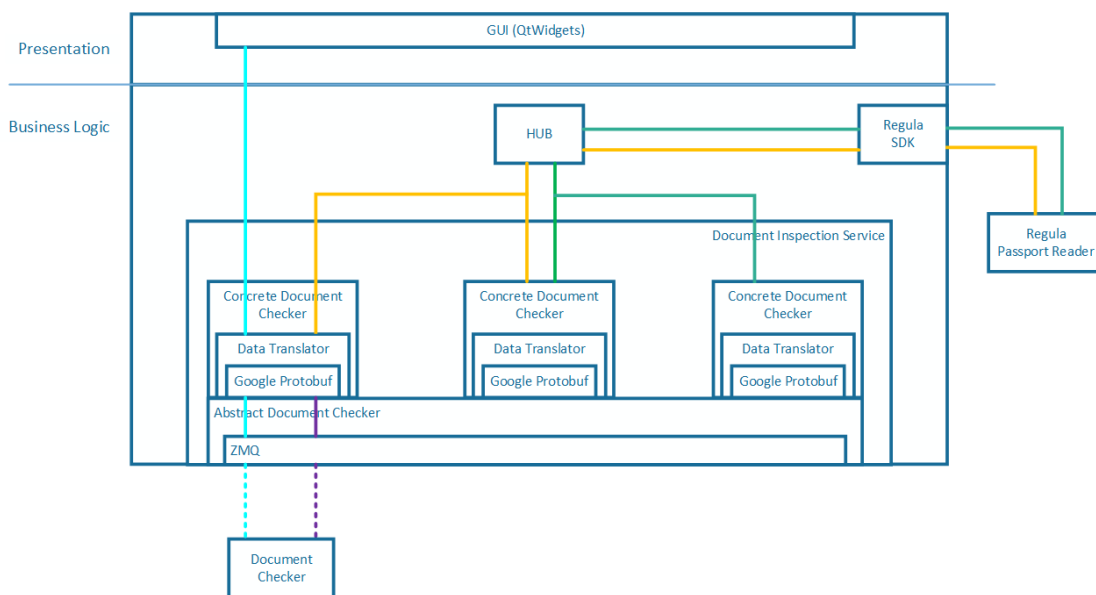 GUI (QtWidgets)
Presentation
Business Logic
HUB
Regula
SDK
Regula
Passport Reader
Document Inspection Service
Concrete Document
Checker
Data Translator
Google Protobuf
Concrete Document
Checker
Data Translator
Google Protobuf
Concrete Document
Checker
Data Translator
Google Protobuf
Abstract Document Checker
ZMQ
Document
Checker